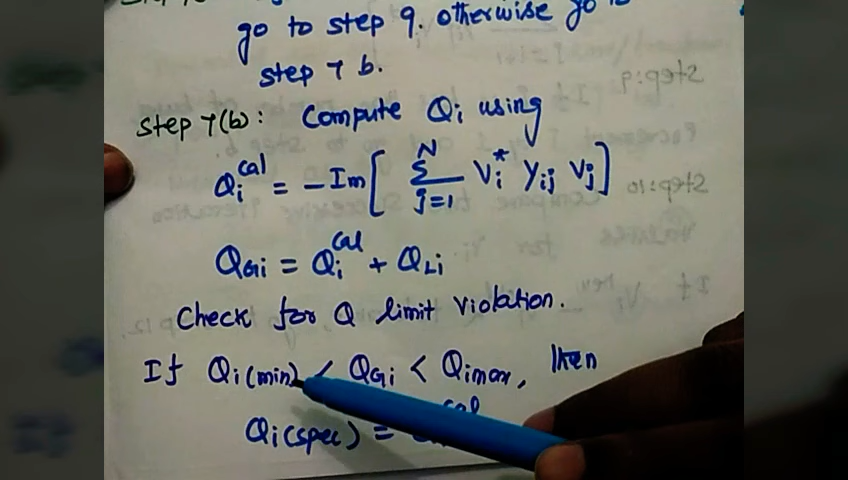 go to step 9. otherwise go to
step 7 b.
step 7(b): Compute Qi using
Qi^cal = -Im[ Σ_{j=1}^{N} Vi* Yij Vj ]
QGi = Qi^cal + QLi
Check for Q limit violation.
If Qi(min) < QGi < Qimax, then
Qi(spec) =